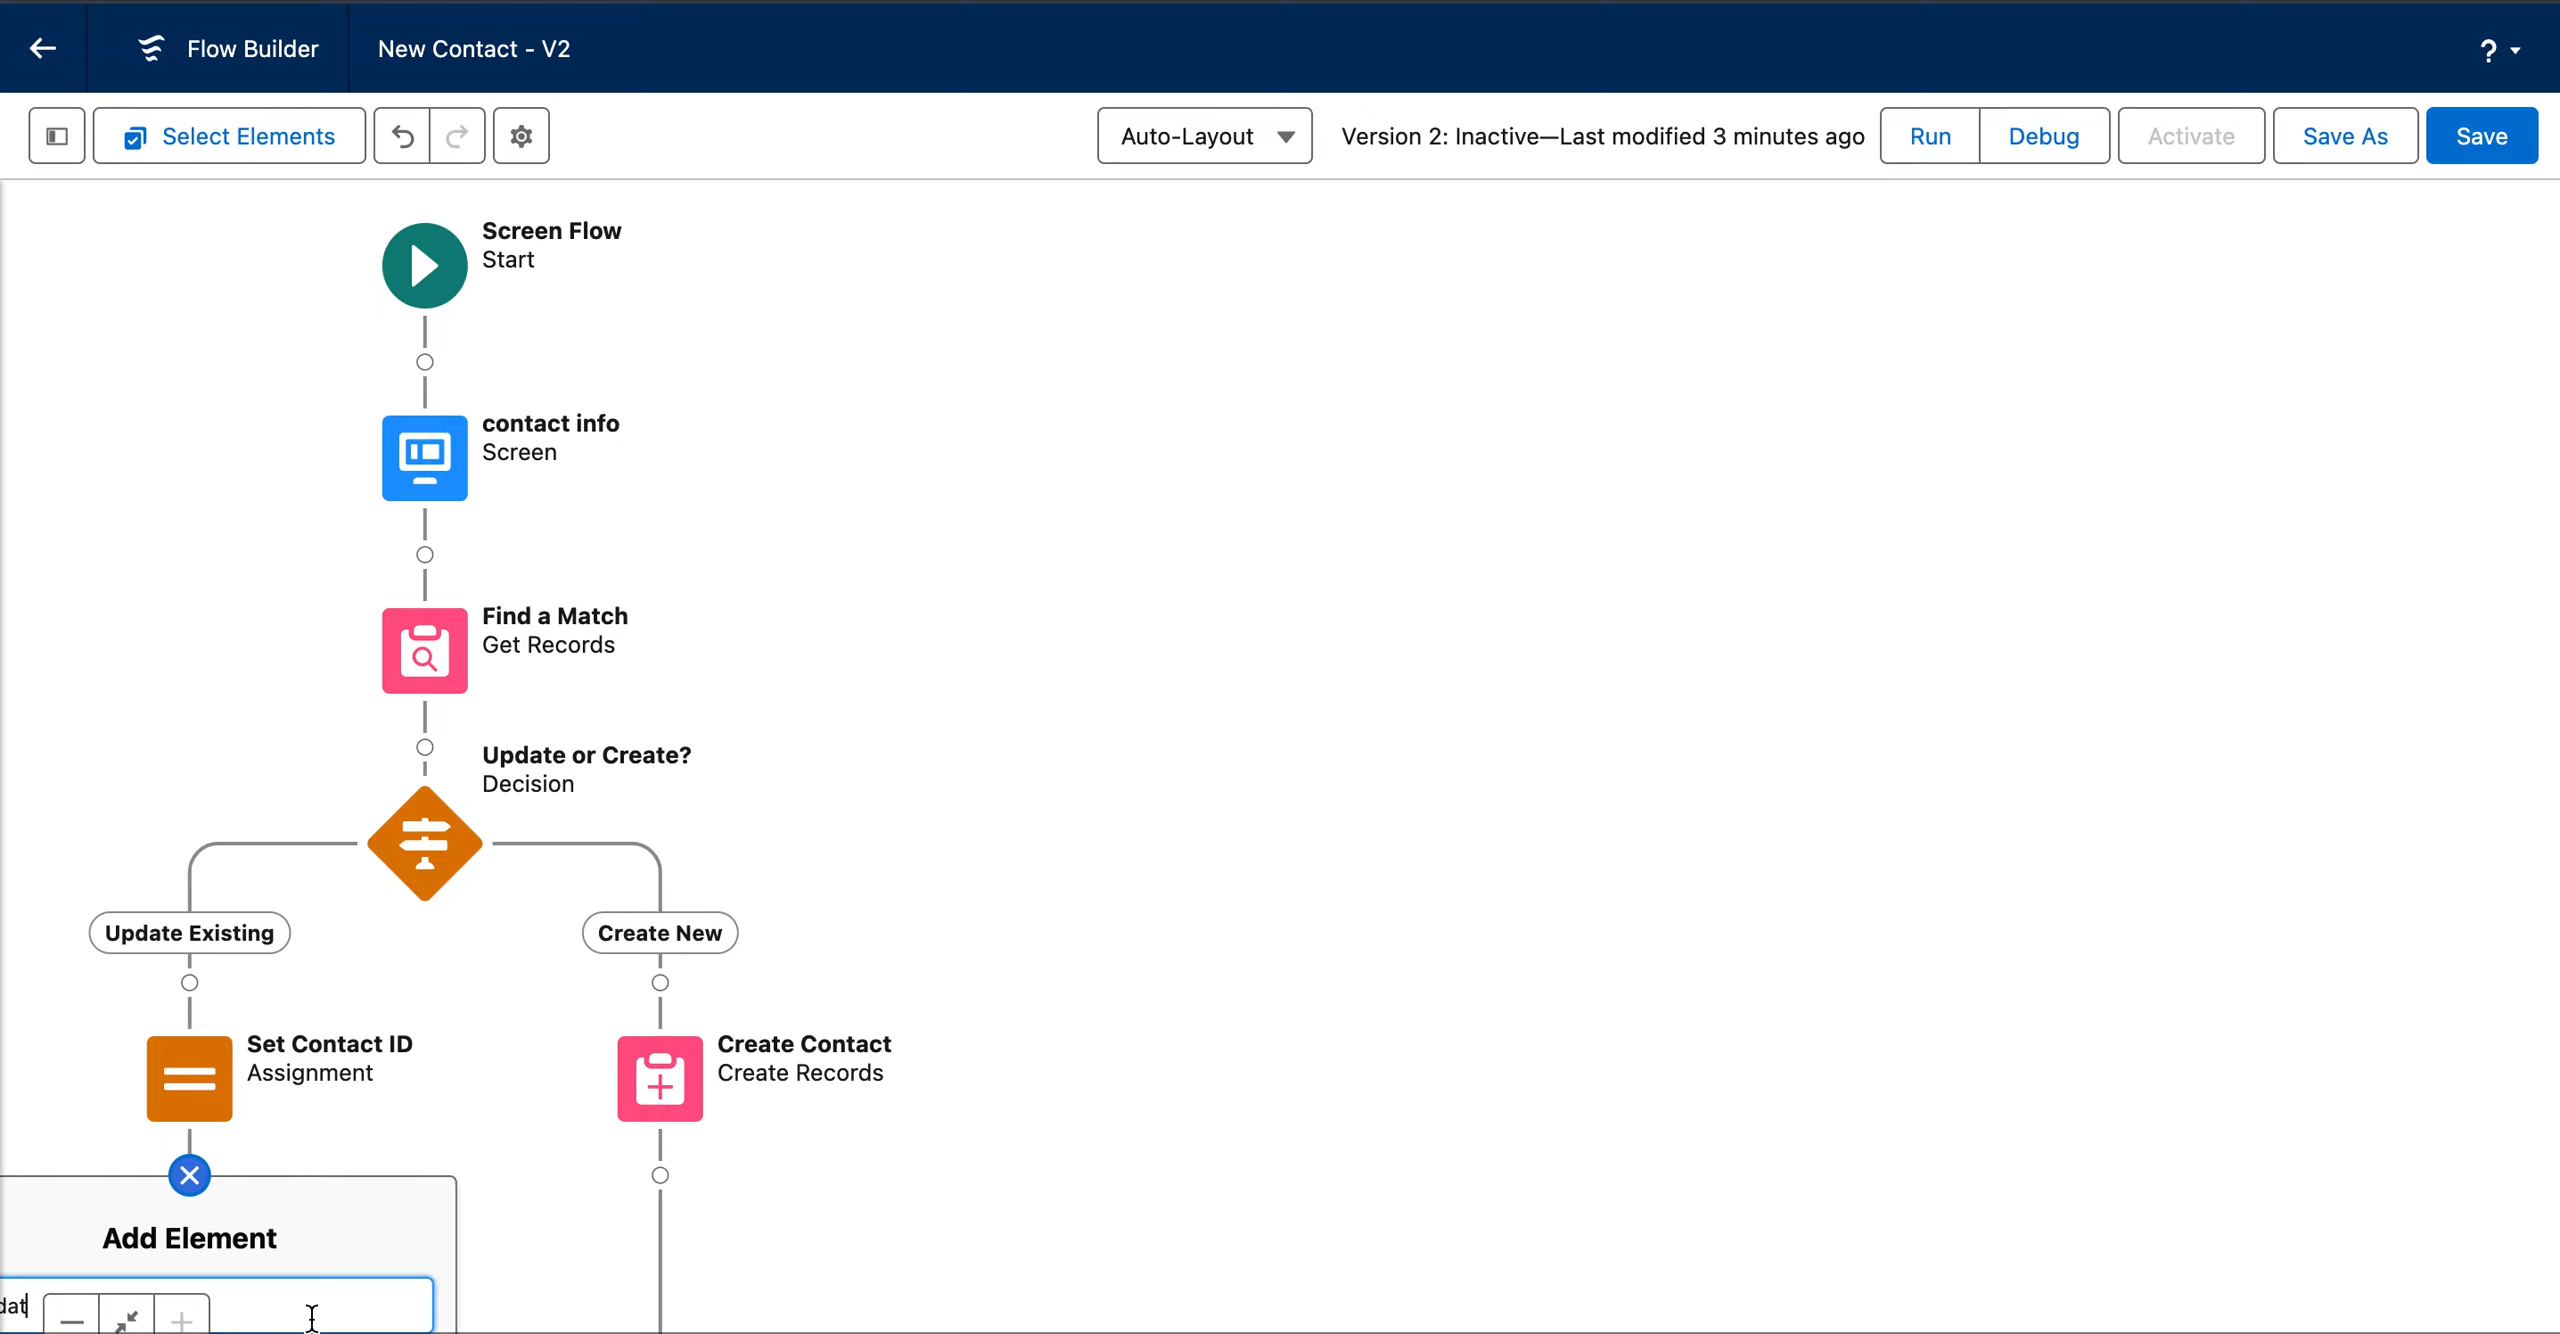 Flow Builder
New Contact - V2
?
Select Elements
Auto-Layout
Version 2: Inactive—Last modified 3 minutes ago
Run
Debug
Activate
Save As
Save
Screen Flow
Start
contact info
Screen
Find a Match
Get Records
Update or Create?
Decision
Update Existing
Create New
Set Contact ID
Assignment
Create Contact
Create Records
Add Element
dat